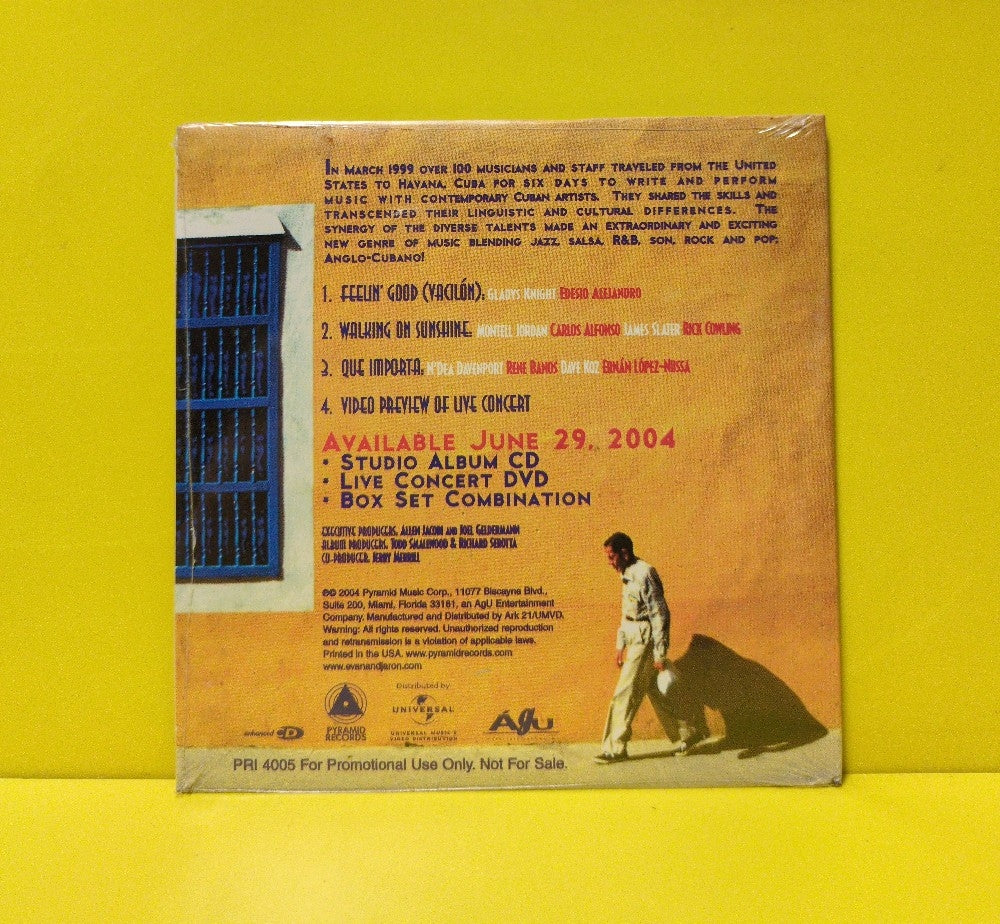 In March 1999 over 100 musicians and staff traveled from the United
States to Havana, Cuba for six days to write and perform
music with contemporary Cuban artists. They shared the skills and
transcended their linguistic and cultural differences. The
synergy of the diverse talents made an extraordinary and exciting
new genre of music blending jazz, salsa, R&B, son, rock and pop:
Anglo-Cubano!
1. FEELIN' GOOD (VACILÓN): Gladys Knight Edesio Alejandro
2. WALKING ON SUNSHINE: Montell Jordan Carlos Alfonso James Slater Rick Cowling
3. QUE IMPORTA: N'Dea Davenport Rene Banos Dave Koz Ernán López-Nussa
4. VIDEO PREVIEW OF LIVE CONCERT
Available June 29, 2004
• Studio Album CD
• Live Concert DVD
• Box Set Combination
Executive Producers: Allen Jacobi and Joel Geldermann
Album Producers: Todd Smallwood & Richard Serotta
Co-Producer: Jerry Merrill
℗© 2004 Pyramid Music Corp., 11077 Biscayne Blvd.,
Suite 200, Miami, Florida 33161, an AgU Entertainment
Company. Manufactured and Distributed by Ark 21/UMVD.
Warning: All rights reserved. Unauthorized reproduction
and retransmission is a violation of applicable laws.
Printed in the USA. www.pyramidrecords.com
www.evanandjaron.com
enhanced CD
PYRAMID
RECORDS
Distributed by
UNIVERSAL
UNIVERSAL MUSIC &
VIDEO DISTRIBUTION
ÁgU
PRI 4005 For Promotional Use Only. Not For Sale.